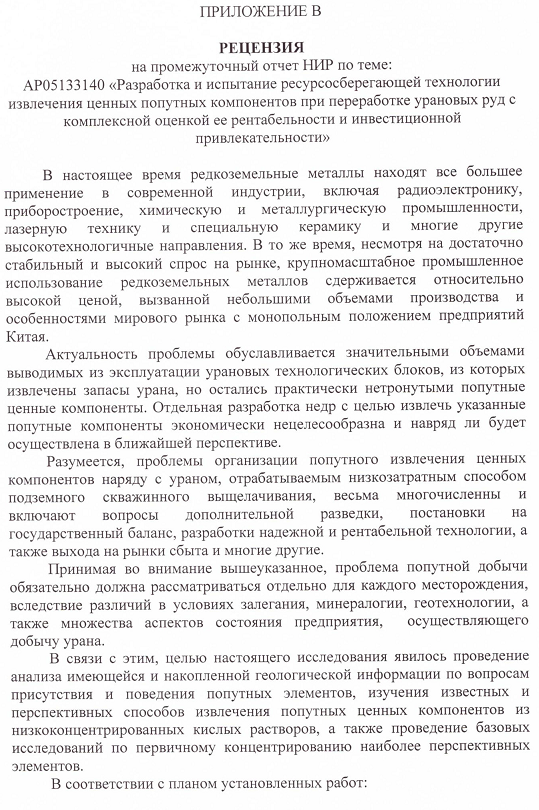 ПРИЛОЖЕНИЕ В
РЕЦЕНЗИЯ
на промежуточный отчет НИР по теме:
АР05133140 «Разработка и испытание ресурсосберегающей технологии
извлечения ценных попутных компонентов при переработке урановых руд с
комплексной оценкой ее рентабельности и инвестиционной
привлекательности»
В настоящее время редкоземельные металлы находят все большее
применение в современной индустрии, включая радиоэлектронику,
приборостроение, химическую и металлургическую промышленности,
лазерную технику и специальную керамику и многие другие
высокотехнологичные направления. В то же время, несмотря на достаточно
стабильный и высокий спрос на рынке, крупномасштабное промышленное
использование редкоземельных металлов сдерживается относительно
высокой ценой, вызванной небольшими объемами производства и
особенностями мирового рынка с монопольным положением предприятий
Китая.
Актуальность проблемы обуславливается значительными объемами
выводимых из эксплуатации урановых технологических блоков, из которых
извлечены запасы урана, но остались практически нетронутыми попутные
ценные компоненты. Отдельная разработка недр с целью извлечь указанные
попутные компоненты экономически нецелесообразна и навряд ли будет
осуществлена в ближайшей перспективе.
Разумеется, проблемы организации попутного извлечения ценных
компонентов наряду с ураном, отрабатываемым низкозатратным способом
подземного скважинного выщелачивания, весьма многочисленны и
включают вопросы дополнительной разведки, постановки на
государственный баланс, разработки надежной и рентабельной технологии, а
также выхода на рынки сбыта и многие другие.
Принимая во внимание вышеуказанное, проблема попутной добычи
обязательно должна рассматриваться отдельно для каждого месторождения,
вследствие различий в условиях залегания, минералогии, геотехнологии, а
также множества аспектов состояния предприятия, осуществляющего
добычу урана.
В связи с этим, целью настоящего исследования явилось проведение
анализа имеющейся и накопленной геологической информации по вопросам
присутствия и поведения попутных элементов, изучения известных и
перспективных способов извлечения попутных ценных компонентов из
низкоконцентрированных кислых растворов, а также проведение базовых
исследований по первичному концентрированию наиболее перспективных
элементов.
В соответствии с планом установленных работ: